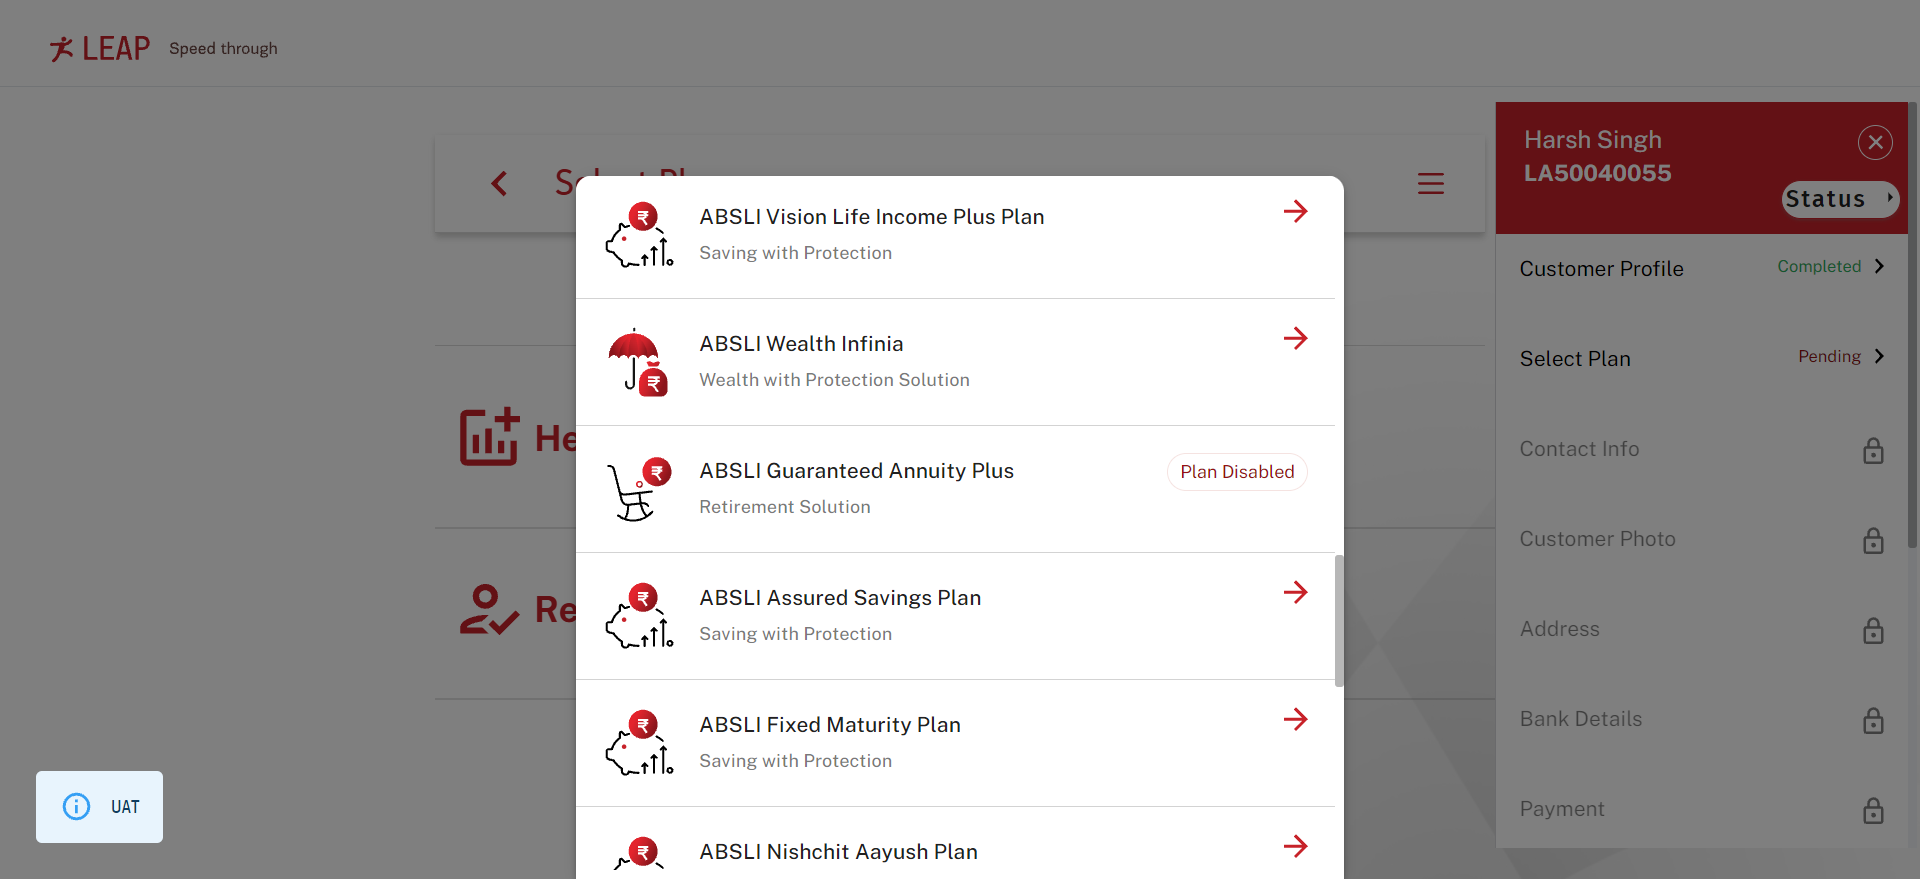 LEAP Speed through
Select Pl
He
Re
ABSLI Vision Life Income Plus Plan
Saving with Protection
ABSLI Wealth Infinia
Wealth with Protection Solution
ABSLI Guaranteed Annuity Plus
Plan Disabled
Retirement Solution
ABSLI Assured Savings Plan
Saving with Protection
ABSLI Fixed Maturity Plan
Saving with Protection
ABSLI Nishchit Aayush Plan
Harsh Singh
LA50040055
Status
Customer Profile Completed
Select Plan Pending
Contact Info
Customer Photo
Address
Bank Details
Payment
UAT